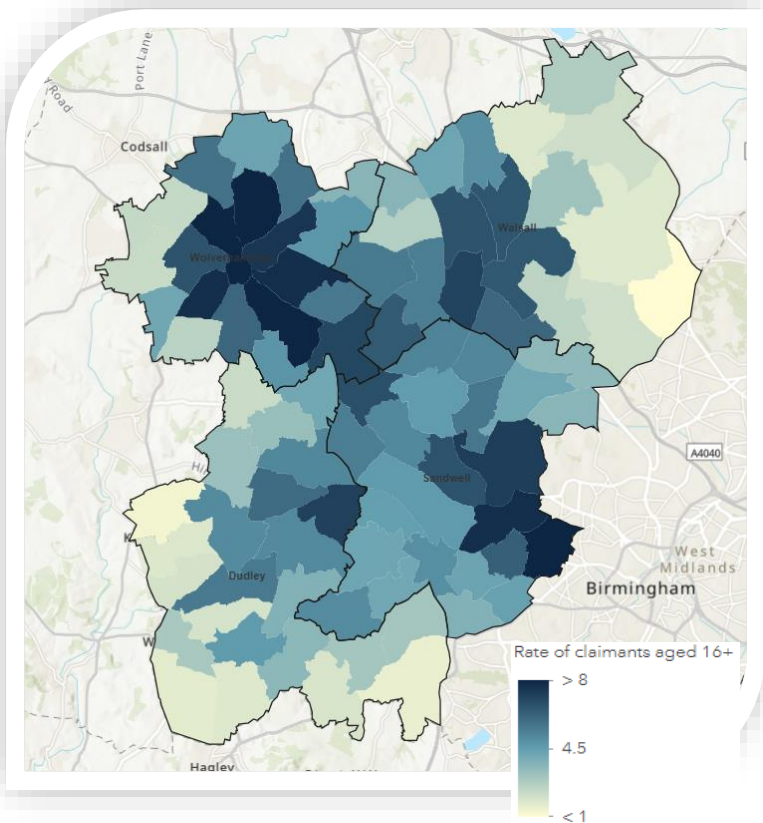 Port Lane
Road
Codsall
Walsall
Sandwell
A4040
West
Midlands
Dudley
Birmingham
Rate of claimants aged 16+
> 8
4.5
< 1
Hagley